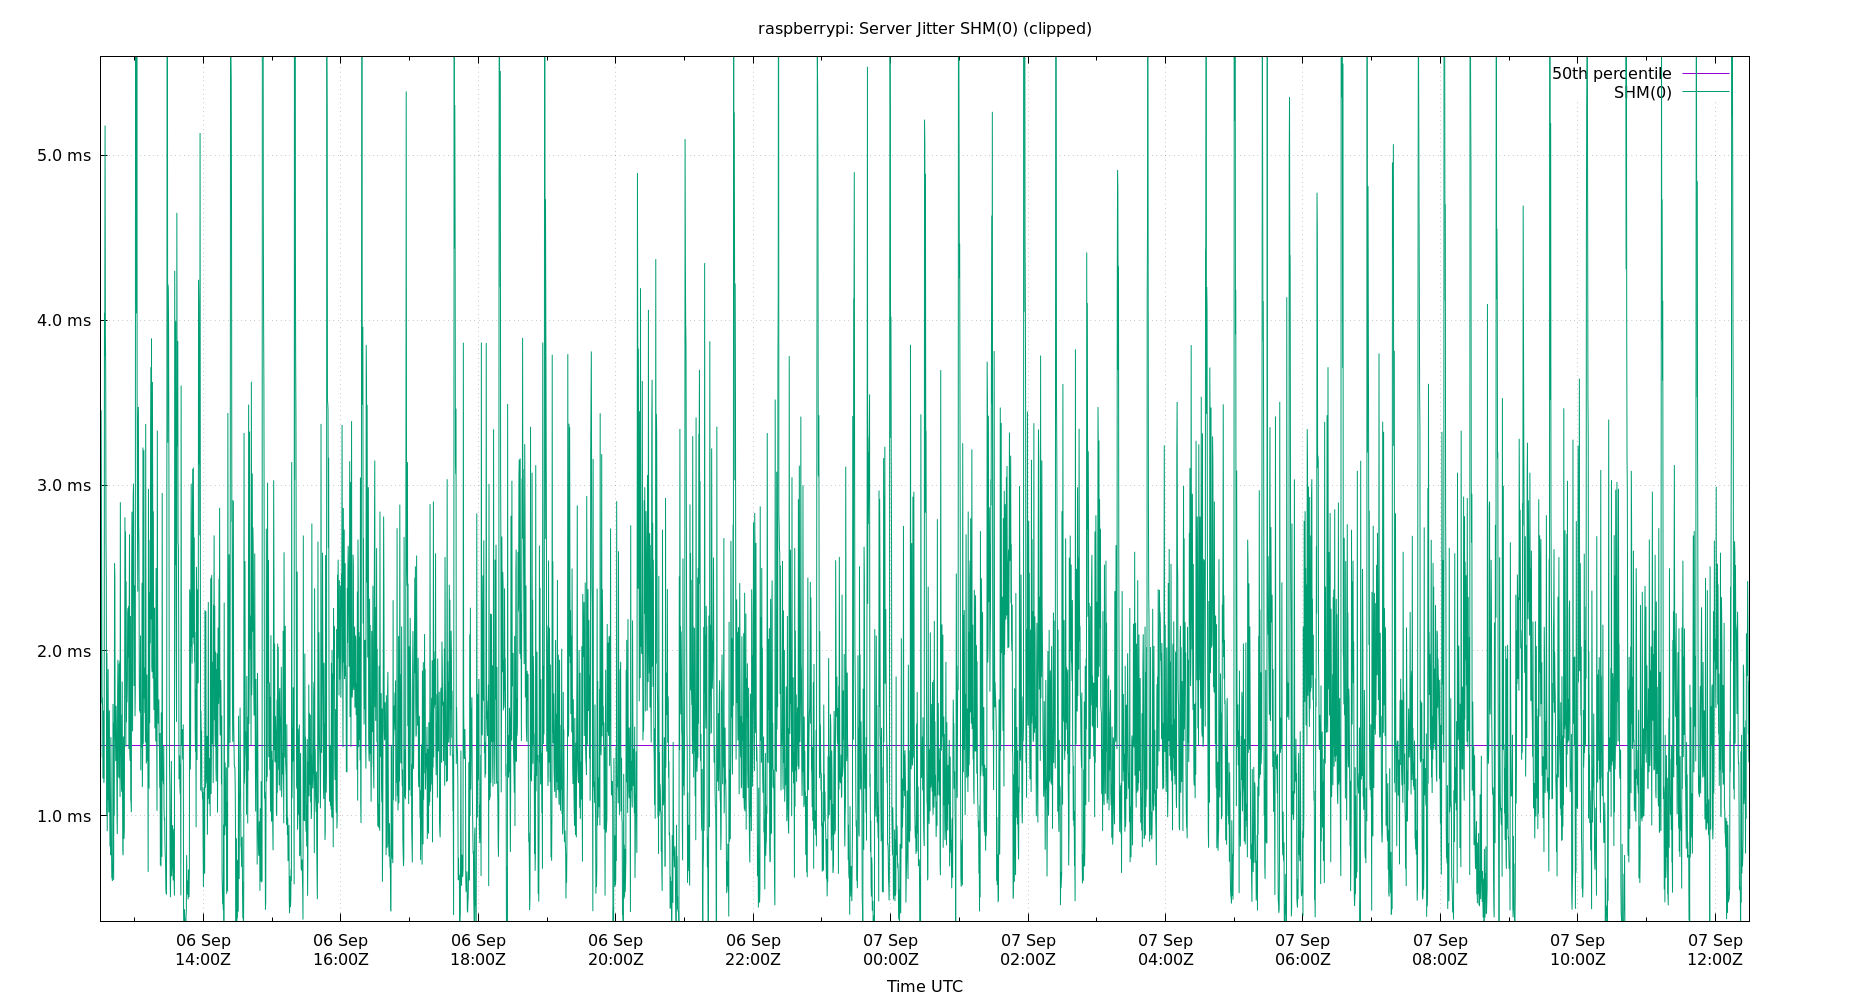 raspberrypi: Server Jitter SHM(0) (clipped)
50th percentile
SHM(0)
5.0 ms
4.0 ms
3.0 ms
2.0 ms
1.0 ms
06 Sep 06 Sep 06 Sep 06 Sep 06 Sep 07 Sep 07 Sep 07 Sep 07 Sep 07 Sep 07 Sep 07 Sep
14:00Z 16:00Z 18:00Z 20:00Z 22:00Z 00:00Z 02:00Z 04:00Z 06:00Z 08:00Z 10:00Z 12:00Z
Time UTC